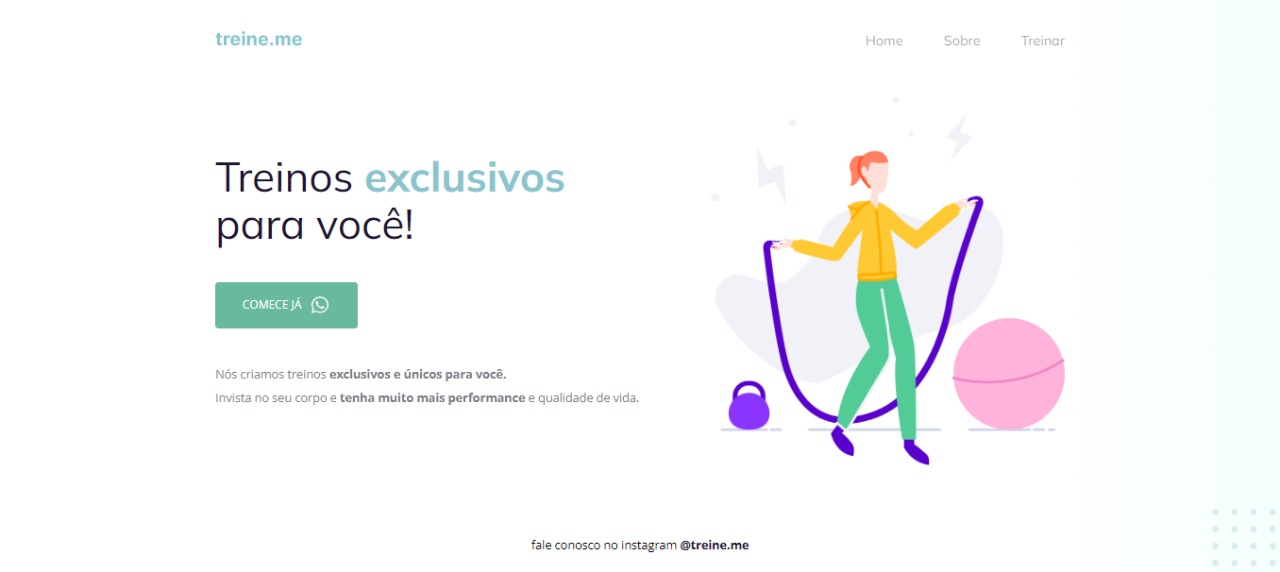 treine.me
Home
Sobre
Treinar
Treinos exclusivos
para você!
COMECE JÁ
Nós criamos treinos exclusivos e únicos para você.
Invista no seu corpo e tenha muito mais performance e qualidade de vida.
fale conosco no instagram @treine.me